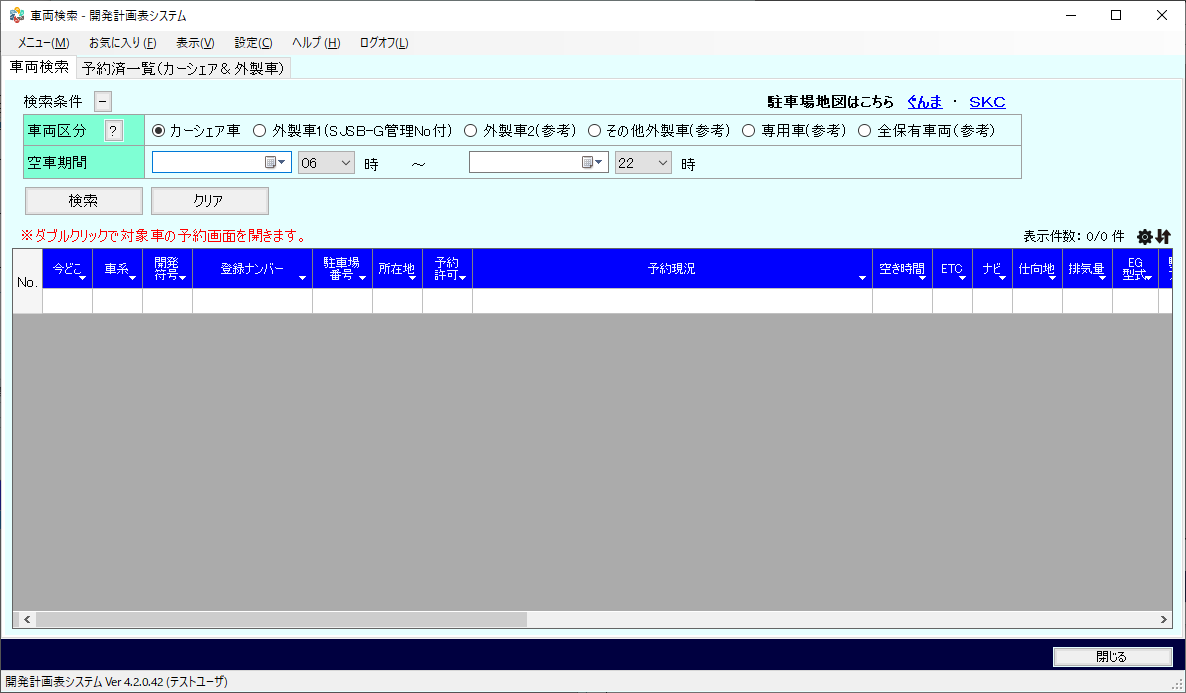 車両検索 - 開発計画表システム
メニュー(M) お気に入り(F) 表示(V) 設定(C) ヘルプ(H) ログオフ(L)
車両検索 予約済一覧(カーシェア& 外製車)
検索条件 − 駐車場地図はこちら ぐんま ・ SKC
車両区分 ? カーシェア車 外製車1(SJSB-G管理No付) 外製車2(参考) その他外製車(参考) 専用車(参考) 全保有車両(参考)
空車期間 06 時 ～ 22 時
検索 クリア
※ダブルクリックで対象車の予約画面を開きます。 表示件数: 0/0 件
No. 今どこ 車系 開発符号 登録ナンバー 駐車場番号 所在地 予約許可 予約現況 空き時間 ETC ナビ 仕向地 排気量 EG型式
閉じる
開発計画表システム Ver 4.2.0.42 (テストユーザ)